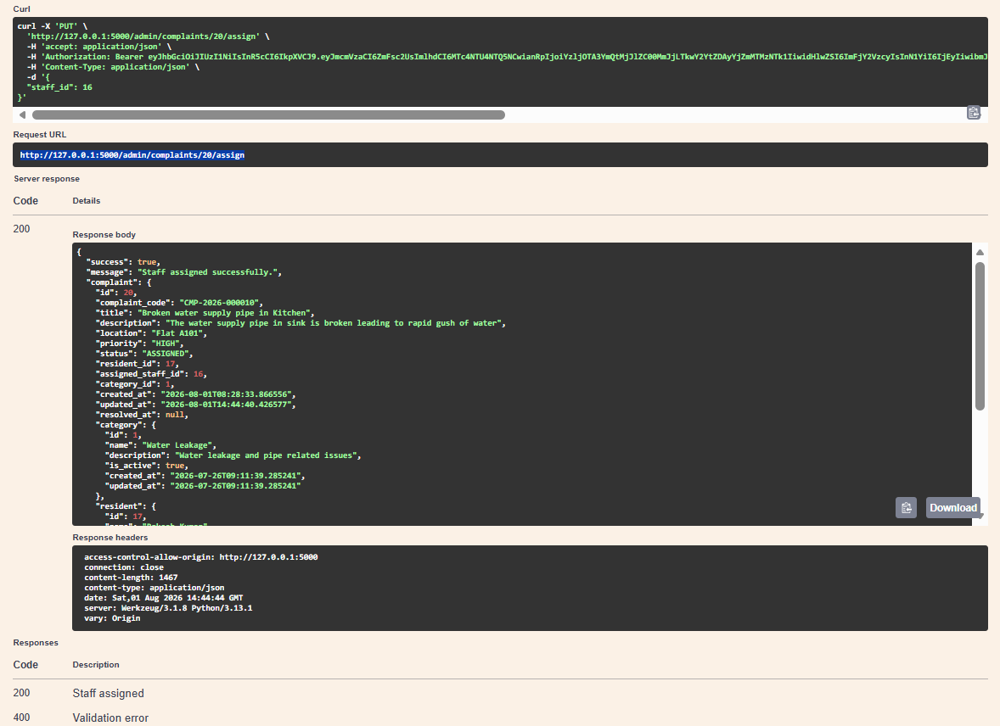 Curl
curl -X 'PUT' \
'http://127.0.0.1:5000/admin/complaints/20/assign' \
-H 'accept: application/json' \
-H 'Authorization: Bearer
-H 'Content-Type: application/json' \
-d '{
"staff_id": 16
}'
Request URL
http://127.0.0.1:5000/admin/complaints/20/assign
Server response
Code Details
200
Response body
{
"success": true,
"message": "Staff assigned successfully.",
"complaint": {
"id": 20,
"complaint_code": "CMP-2026-000010",
"title": "Broken water supply pipe in Kitchen",
"description": "The water supply pipe in sink is broken leading to rapid gush of water",
"location": "Flat A101",
"priority": "HIGH",
"status": "ASSIGNED",
"resident_id": 17,
"assigned_staff_id": 16,
"category_id": 1,
"created_at": "2026-08-01T08:28:33.866556",
"updated_at": "2026-08-01T14:44:40.426577",
"resolved_at": null,
"category": {
"id": 1,
"name": "Water Leakage",
"description": "Water leakage and pipe related issues",
"is_active": true,
"created_at": "2026-07-26T09:11:39.285241",
"updated_at": "2026-07-26T09:11:39.285241"
},
"resident": {
"id": 17,
Download
Response headers
access-control-allow-origin: http://127.0.0.1:5000
connection: close
content-length: 1467
content-type: application/json
date: Sat,01 Aug 2026 14:44:44 GMT
server: Werkzeug/3.1.8 Python/3.13.1
vary: Origin
Responses
Code Description
200 Staff assigned
400 Validation error